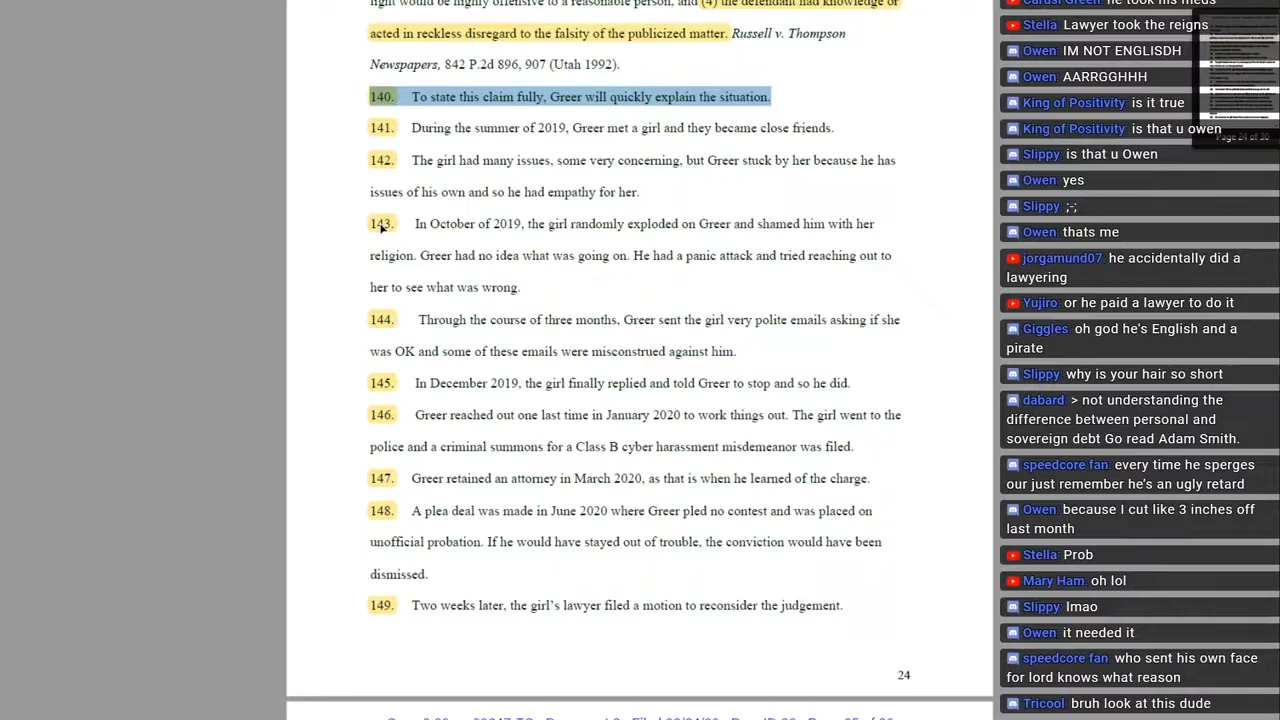 light would be highly offensive to a reasonable person, and (4) the defendant had knowledge or
acted in reckless disregard to the falsity of the publicized matter. Russell v. Thompson
Newspapers, 842 P.2d 896, 907 (Utah 1992).
140. To state this claim fully, Greer will quickly explain the situation.
141. During the summer of 2019, Greer met a girl and they became close friends.
142. The girl had many issues, some very concerning, but Greer stuck by her because he has
issues of his own and so he had empathy for her.
143. In October of 2019, the girl randomly exploded on Greer and shamed him with her
religion. Greer had no idea what was going on. He had a panic attack and tried reaching out to
her to see what was wrong.
144. Through the course of three months, Greer sent the girl very polite emails asking if she
was OK and some of these emails were misconstrued against him.
145. In December 2019, the girl finally replied and told Greer to stop and so he did.
146. Greer reached out one last time in January 2020 to work things out. The girl went to the
police and a criminal summons for a Class B cyber harassment misdemeanor was filed.
147. Greer retained an attorney in March 2020, as that is when he learned of the charge.
148. A plea deal was made in June 2020 where Greer pled no contest and was placed on
unofficial probation. If he would have stayed out of trouble, the conviction would have been
dismissed.
149. Two weeks later, the girl's lawyer filed a motion to reconsider the judgement.
24
Cardsi Green: he took his meds
Stella: Lawyer took the reigns
Owen: IM NOT ENGLISDH
Owen: AARRGGHHH
King of Positivity is it true
King of Positivity is that u owen
Page 24 of 30
Slippy: is that u Owen
Owen: yes
Slippy: ;-;
Owen: thats me
jorgamund07 he accidentally did a
lawyering
Yujiro: or he paid a lawyer to do it
Giggles: oh god he's English and a
pirate
Slippy: why is your hair so short
dabard > not understanding the
difference between personal and
sovereign debt Go read Adam Smith.
speedcore fan: every time he sperges
our just remember he's an ugly retard
Owen: because I cut like 3 inches off
last month
Stella: Prob
Mary Ham: oh lol
Slippy: lmao
Owen: it needed it
speedcore fan who sent his own face
for lord knows what reason
Tricool: bruh look at this dude